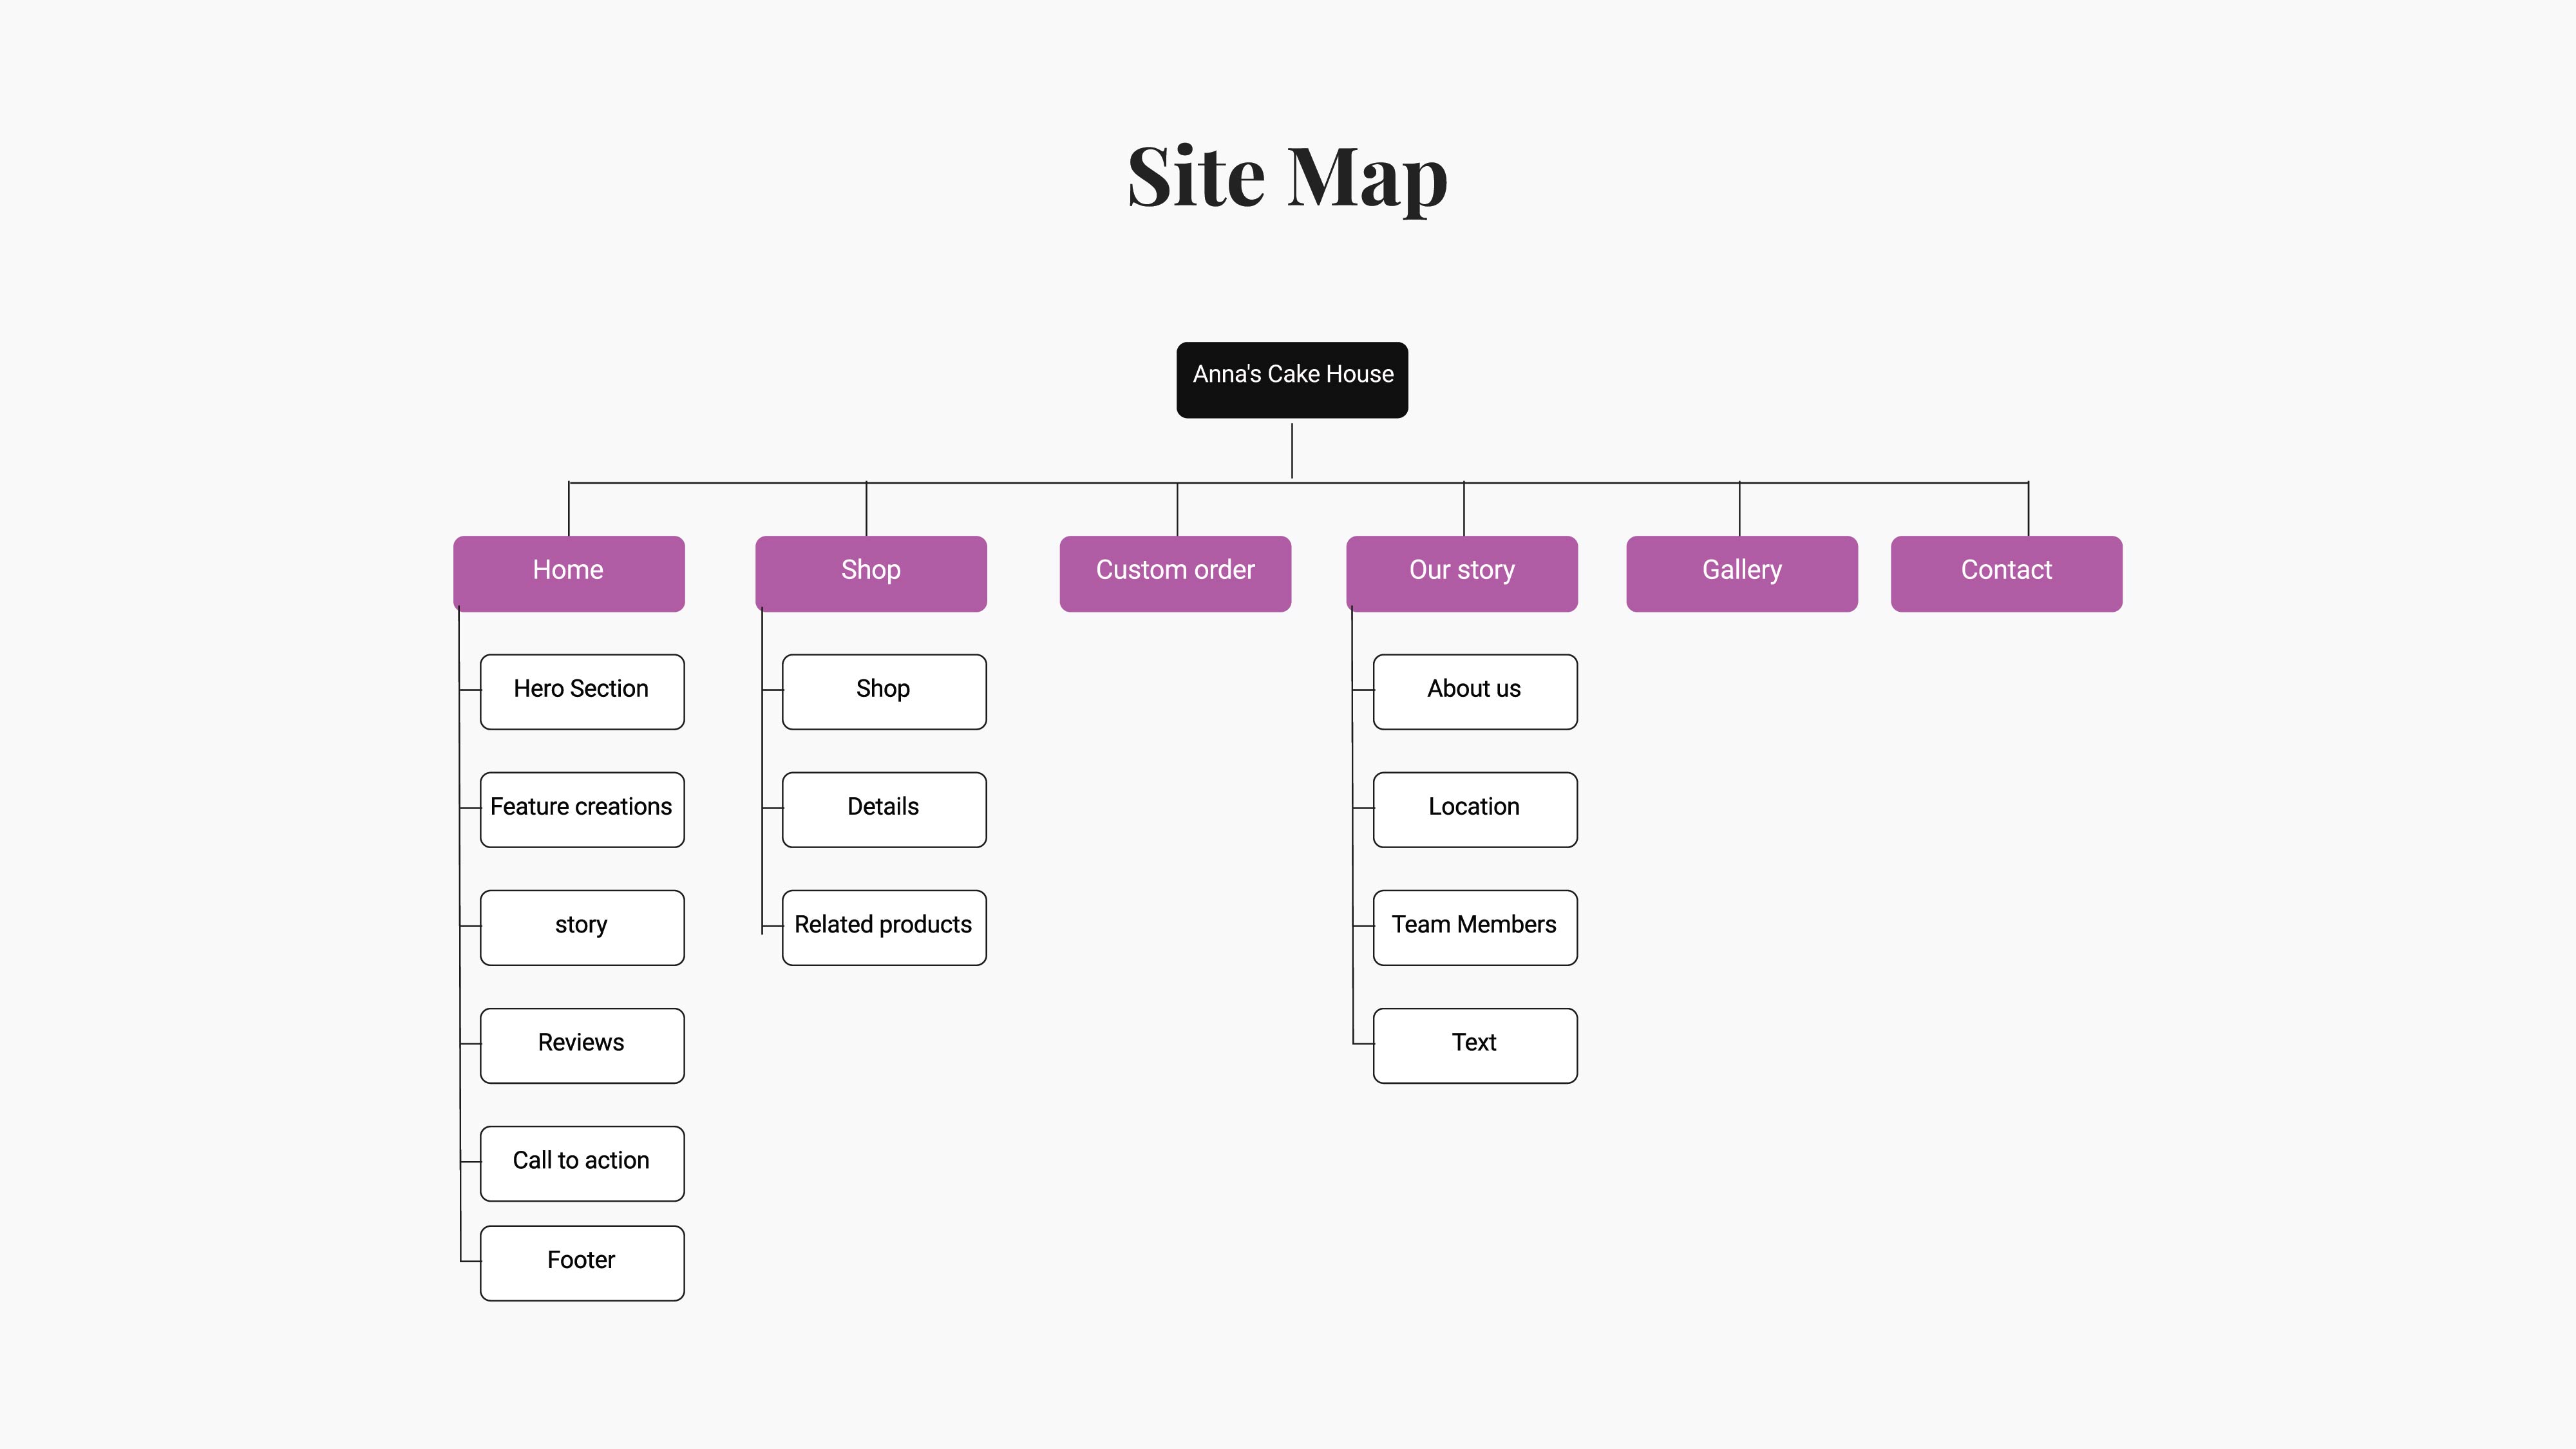 Site Map
Anna's Cake House
Home
Shop
Custom order
Our story
Gallery
Contact
Hero Section
Feature creations
story
Reviews
Call to action
Footer
Shop
Details
Related products
About us
Location
Team Members
Text